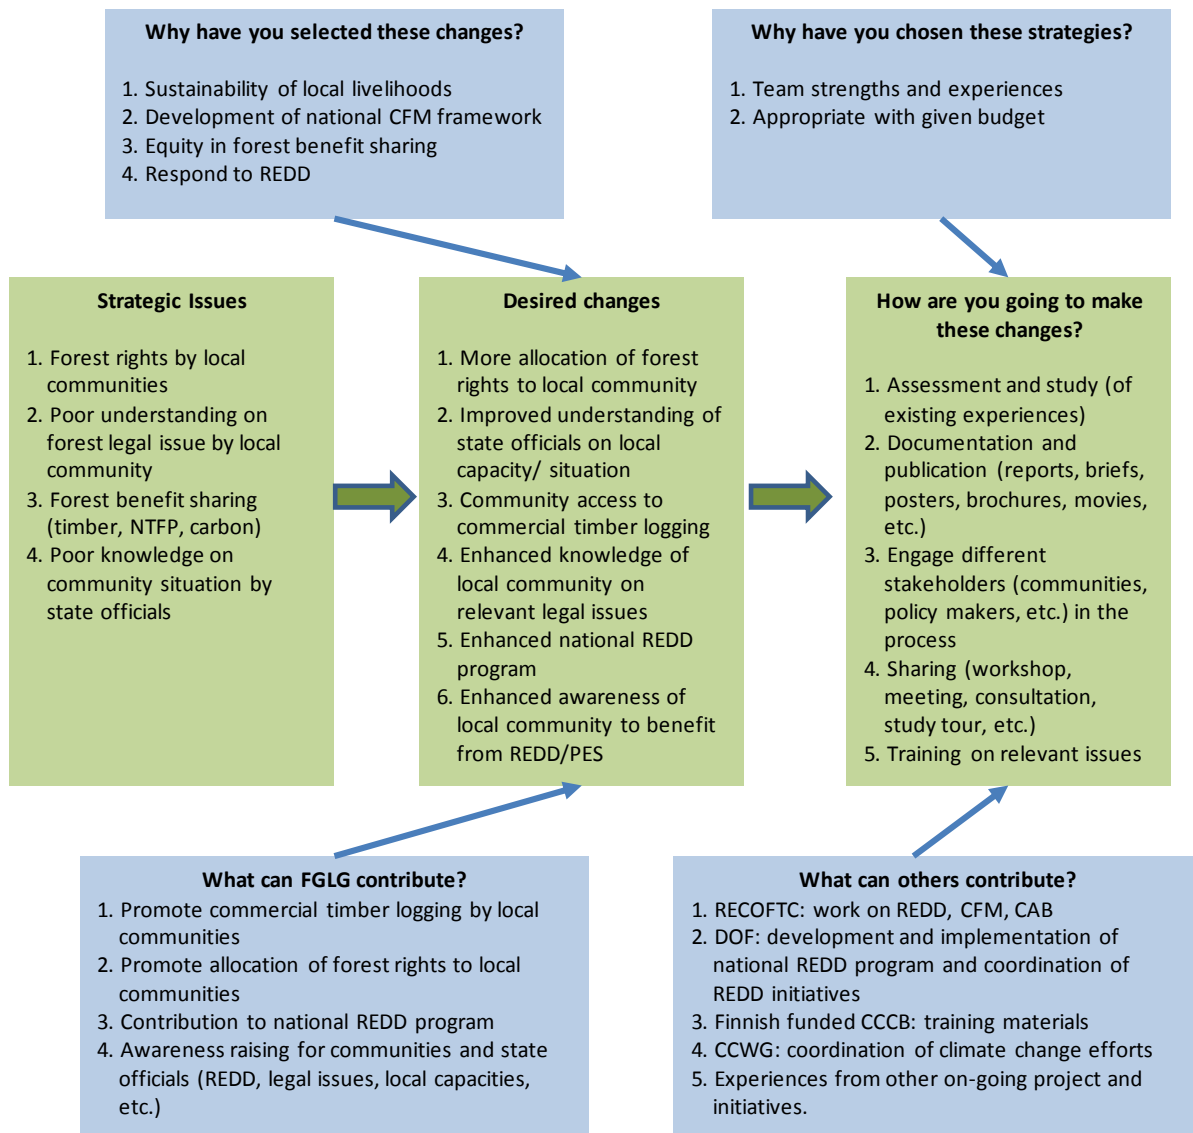 Why have you selected these changes?
1. Sustainability of local livelihoods
2. Development of national CFM framework
3. Equity in forest benefit sharing
4. Respond to REDD
Why have you chosen these strategies?
1. Team strengths and experiences
2. Appropriate with given budget
Strategic Issues
1. Forest rights by local
communities
2. Poor understanding on
forest legal issue by local
community
3. Forest benefit sharing
(timber, NTFP, carbon)
4. Poor knowledge on
community situation by
state officials
Desired changes
1. More allocation of forest
rights to local community
2. Improved understanding of
state officials on local
capacity/ situation
3. Community access to
commercial timber logging
4. Enhanced knowledge of
local community on
relevant legal issues
5. Enhanced national REDD
program
6. Enhanced awareness of
local community to benefit
from REDD/PES
How are you going to make
these changes?
1. Assessment and study (of
existing experiences)
2. Documentation and
publication (reports, briefs,
posters, brochures, movies,
etc.)
3. Engage different
stakeholders (communities,
policy makers, etc.) in the
process
4. Sharing (workshop,
meeting, consultation,
study tour, etc.)
5. Training on relevant issues
What can FGLG contribute?
1. Promote commercial timber logging by local
communities
2. Promote allocation of forest rights to local
communities
3. Contribution to national REDD program
4. Awareness raising for communities and state
officials (REDD, legal issues, local capacities,
etc.)
What can others contribute?
1. RECOFTC: work on REDD, CFM, CAB
2. DOF: development and implementation of
national REDD program and coordination of
REDD initiatives
3. Finnish funded CCCB: training materials
4. CCWG: coordination of climate change efforts
5. Experiences from other on-going project and
initiatives.